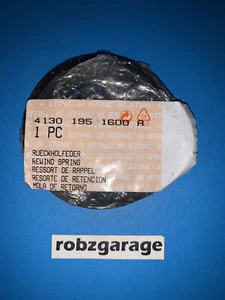 4130 195 1600 A
1 PC
RUECKHOLFEDER
REWIND SPRING
RESSORT DE RAPPEL
RESORTE DE RETENCION
MOLA DE RETORNO
robzgarage